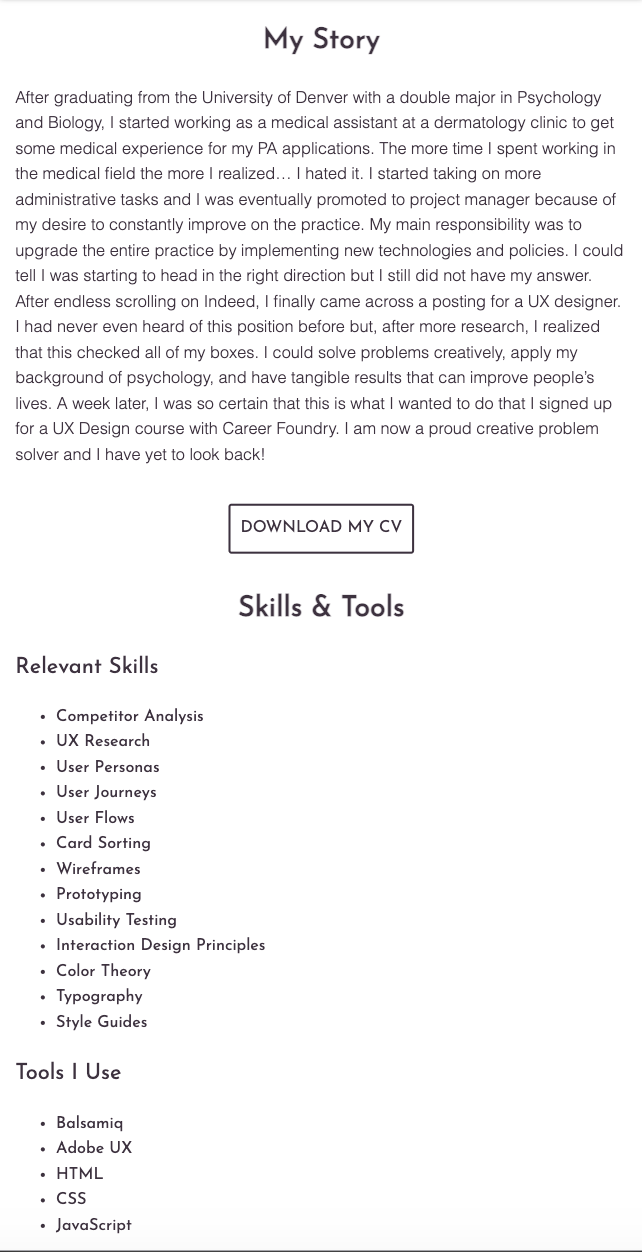 My Story
After graduating from the University of Denver with a double major in Psychology
and Biology, I started working as a medical assistant at a dermatology clinic to get
some medical experience for my PA applications. The more time I spent working in
the medical field the more I realized… I hated it. I started taking on more
administrative tasks and I was eventually promoted to project manager because of
my desire to constantly improve on the practice. My main responsibility was to
upgrade the entire practice by implementing new technologies and policies. I could
tell I was starting to head in the right direction but I still did not have my answer.
After endless scrolling on Indeed, I finally came across a posting for a UX designer.
I had never even heard of this position before but, after more research, I realized
that this checked all of my boxes. I could solve problems creatively, apply my
background of psychology, and have tangible results that can improve people’s
lives. A week later, I was so certain that this is what I wanted to do that I signed up
for a UX Design course with Career Foundry. I am now a proud creative problem
solver and I have yet to look back!
DOWNLOAD MY CV
Skills & Tools
Relevant Skills
• Competitor Analysis
• UX Research
• User Personas
• User Journeys
• User Flows
• Card Sorting
• Wireframes
• Prototyping
• Usability Testing
• Interaction Design Principles
• Color Theory
• Typography
• Style Guides
Tools I Use
• Balsamiq
• Adobe UX
• HTML
• CSS
• JavaScript